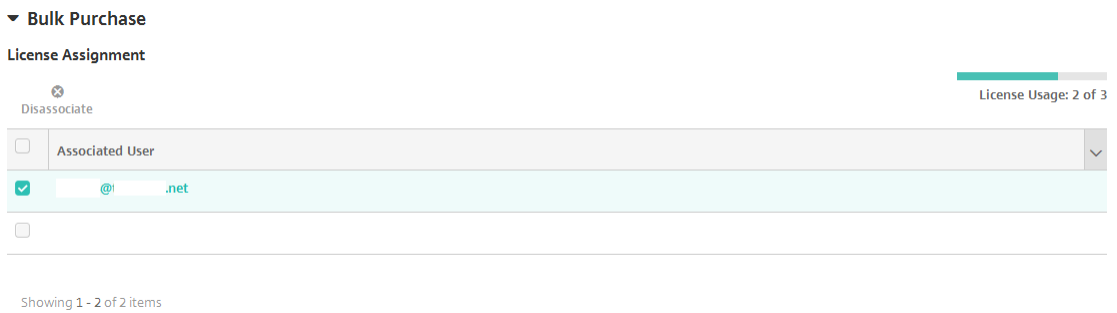 Bulk Purchase
License Assignment
Disassociate
License Usage: 2 of 3
Associated User
.net
Showing 1 - 2 of 2 items